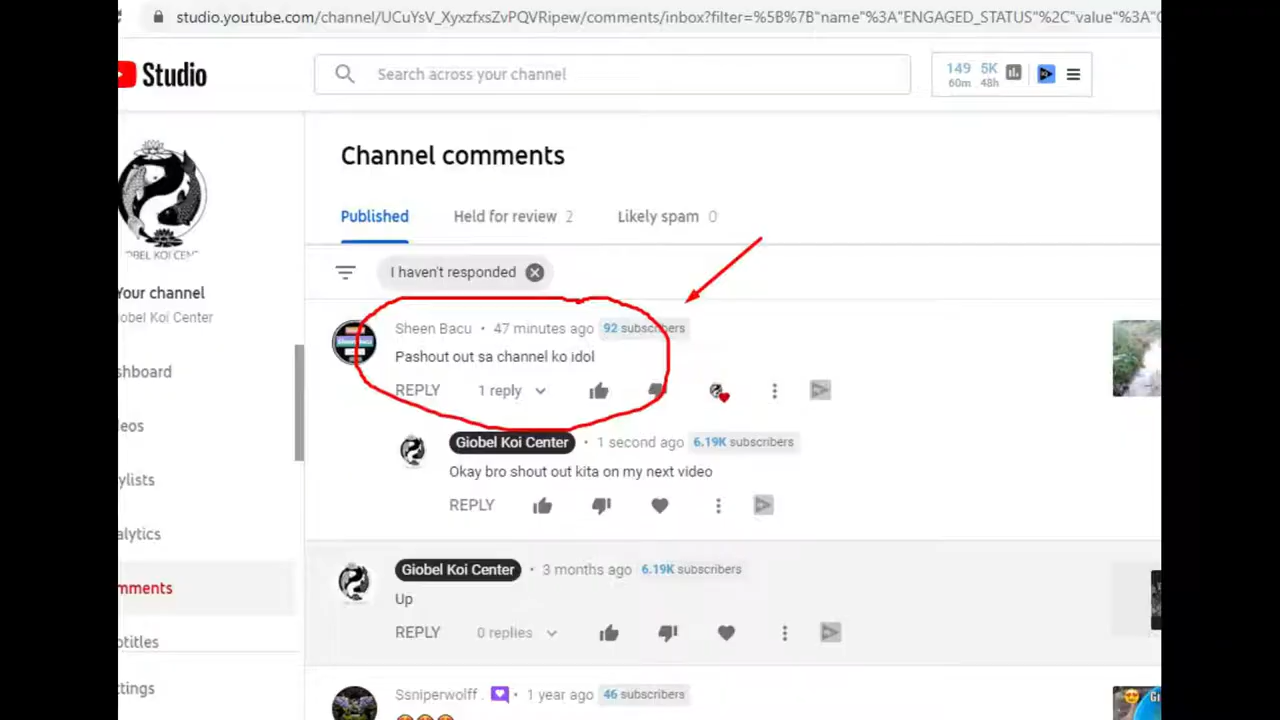 studio.youtube.com/channel/UCuYsV_XyxzfxsZvPQVRipew/comments/inbox?filter=%5B%7B"name"%3A"ENGAGED_STATUS"%2C"value"%3A"C
Studio
Search across your channel
149 5K
60m 48h
Channel comments
Published Held for review 2 Likely spam 0
I haven't responded
Your channel
obel Koi Center
shboard
eos
ylists
alytics
mments
btitles
ttings
Sheen Bacu • 47 minutes ago 92 subscribers
Pashout out sa channel ko idol
REPLY 1 reply
Giobel Koi Center • 1 second ago 6.19K subscribers
Okay bro shout out kita on my next video
REPLY
Giobel Koi Center • 3 months ago 6.19K subscribers
Up
REPLY 0 replies
Ssniperwolff . • 1 year ago 46 subscribers